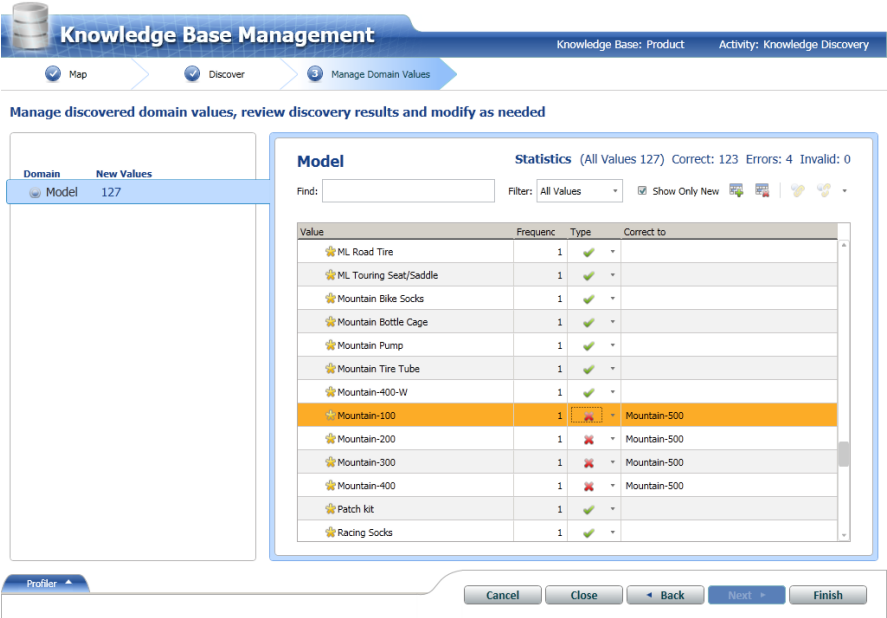 Knowledge Base Management
Knowledge Base: Product Activity: Knowledge Discovery
Map Discover 3 Manage Domain Values
Manage discovered domain values, review discovery results and modify as needed
Domain New Values
Model 127
Model Statistics (All Values 127) Correct: 123 Errors: 4 Invalid: 0
Find: Filter: All Values Show Only New
Value Frequenc Type Correct to
ML Road Tire 1
ML Touring Seat/Saddle 1
Mountain Bike Socks 1
Mountain Bottle Cage 1
Mountain Pump 1
Mountain Tire Tube 1
Mountain-400-W 1
Mountain-100 1 Mountain-500
Mountain-200 1 Mountain-500
Mountain-300 1 Mountain-500
Mountain-400 1 Mountain-500
Patch kit 1
Racing Socks 1
Profiler
Cancel Close Back Next Finish